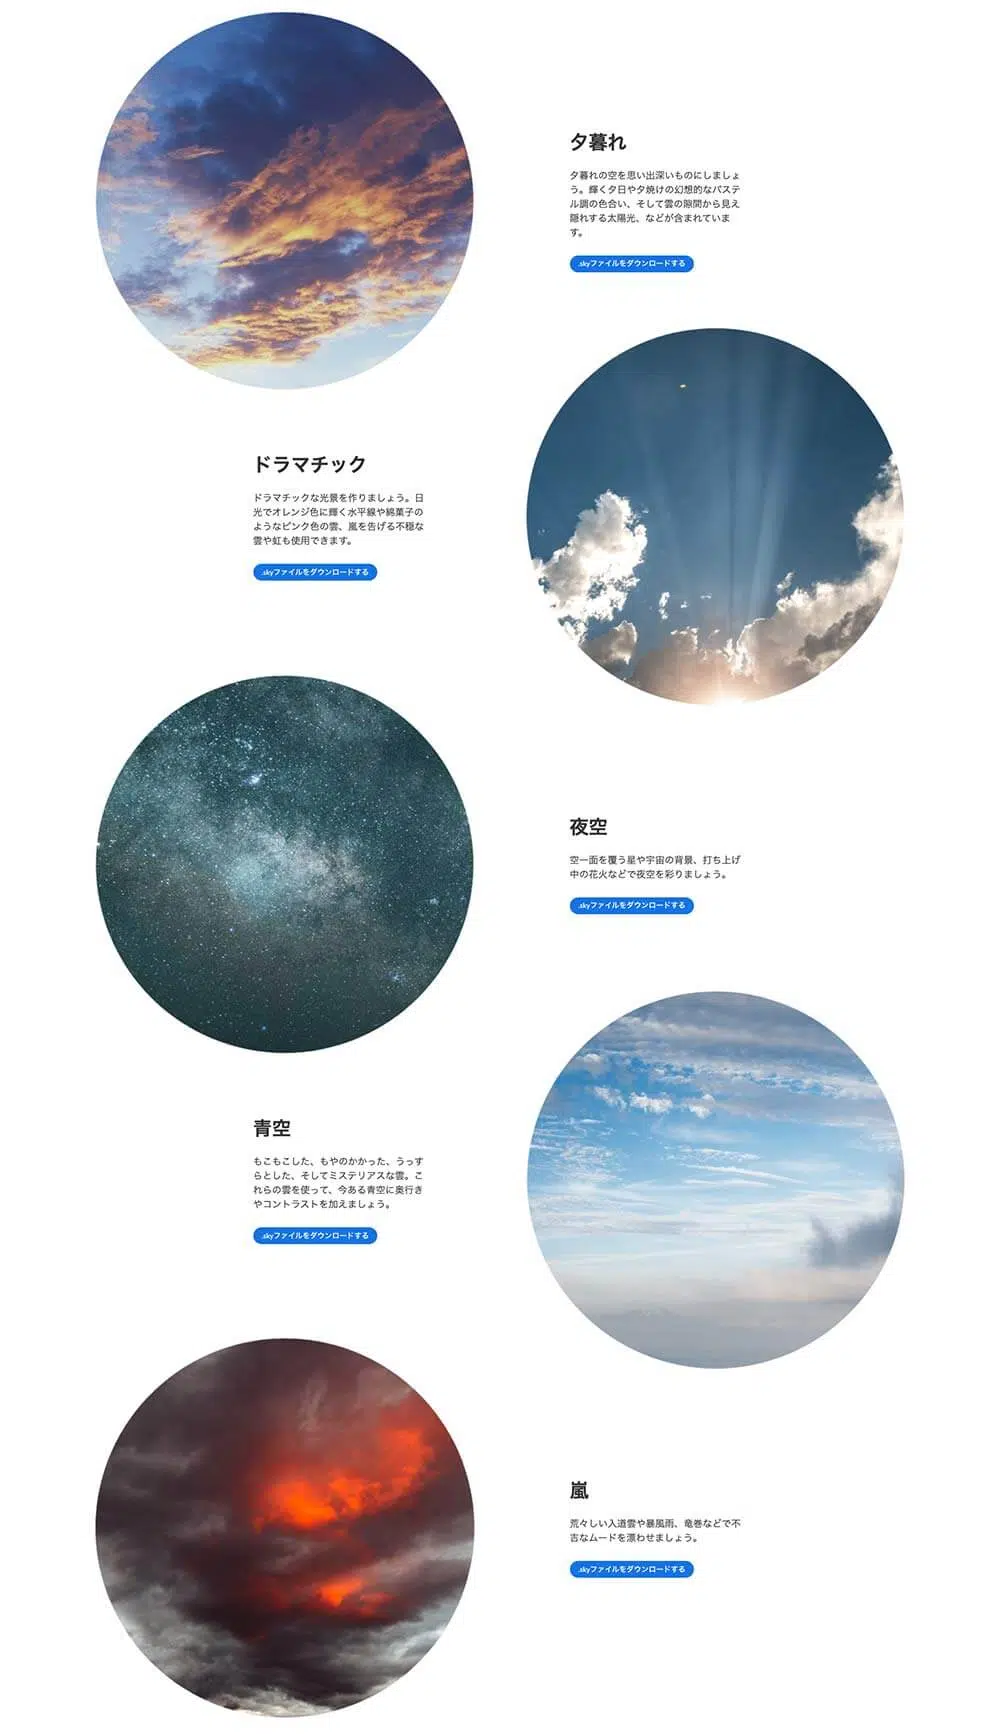 夕暮れ
夕暮れの空を思い出深いものにしましょ
う。輝く夕日や夕焼けの幻想的なパステ
ル調の色合い、そして雲の隙間から見え
隠れする太陽光、などが含まれていま
す。
.skyファイルをダウンロードする
ドラマチック
ドラマチックな光景を作りましょう。日
光でオレンジ色に輝く水平線や綿菓子の
ようなピンク色の雲、嵐を告げる不穏な
雲や虹も使用できます。
.skyファイルをダウンロードする
夜空
空一面を覆う星や宇宙の背景、打ち上げ
中の花火などで夜空を彩りましょう。
.skyファイルをダウンロードする
青空
もこもこした、もやのかかった、うっす
らとした、そしてミステリアスな雲。こ
れらの雲を使って、今ある青空に奥行き
やコントラストを加えましょう。
.skyファイルをダウンロードする
嵐
荒々しい入道雲や暴風雨、竜巻などで不
吉なムードを漂わせましょう。
.skyファイルをダウンロードする